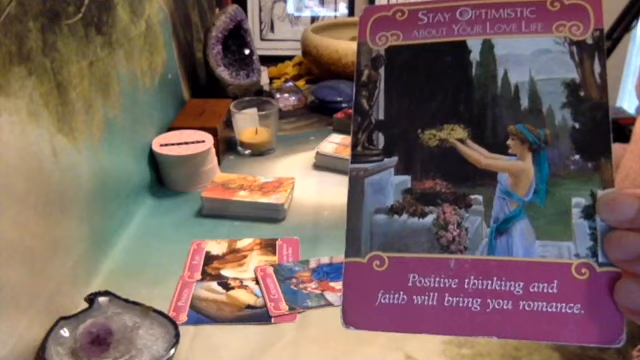 STAY OPTIMISTIC
ABOUT YOUR LOVE LIFE
Positive thinking and
faith will bring you romance.